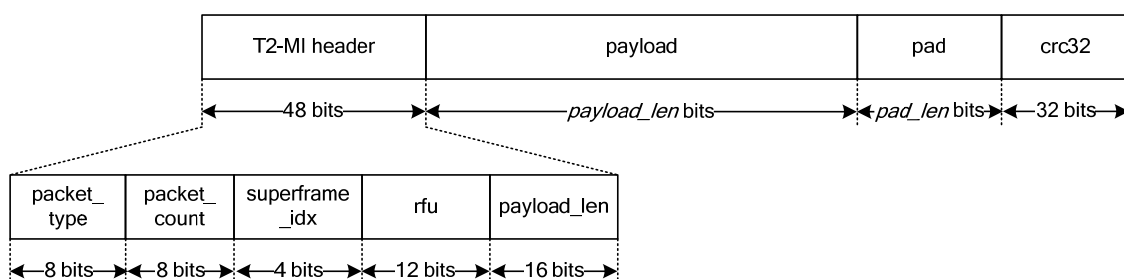 T2-MI header payload pad crc32
48 bits payload_len bits pad_len bits 32 bits
packet_
type packet_
count superframe
_idx rfu payload_len
8 bits 8 bits 4 bits 12 bits 16 bits